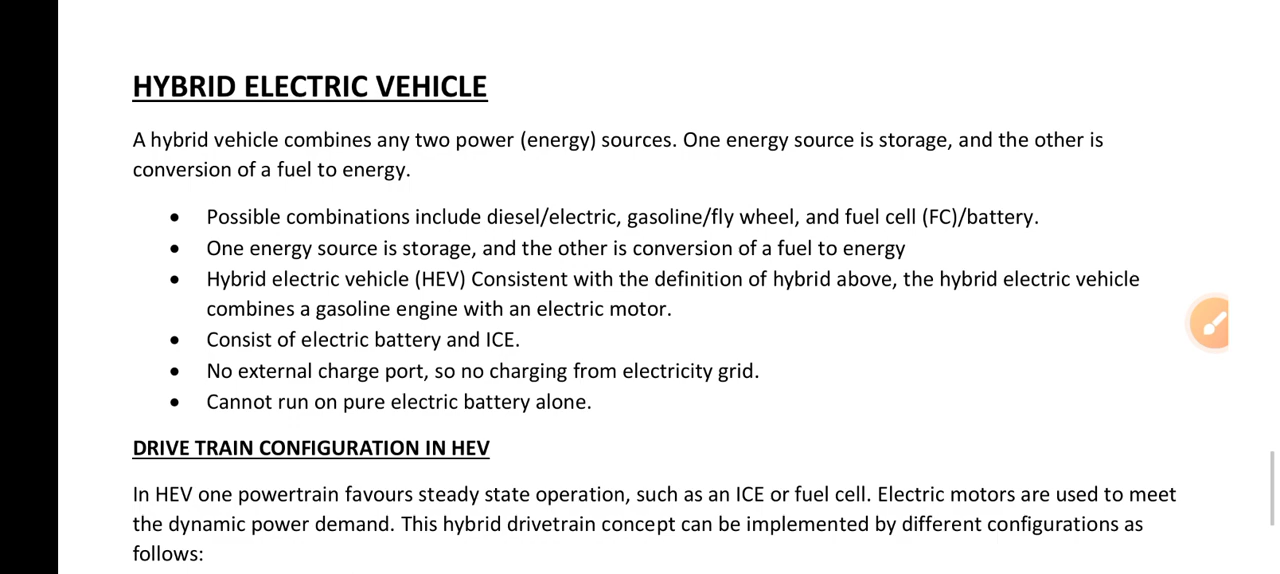 HYBRID ELECTRIC VEHICLE
A hybrid vehicle combines any two power (energy) sources. One energy source is storage, and the other is
conversion of a fuel to energy.
• Possible combinations include diesel/electric, gasoline/fly wheel, and fuel cell (FC)/battery.
• One energy source is storage, and the other is conversion of a fuel to energy
• Hybrid electric vehicle (HEV) Consistent with the definition of hybrid above, the hybrid electric vehicle
combines a gasoline engine with an electric motor.
• Consist of electric battery and ICE.
• No external charge port, so no charging from electricity grid.
• Cannot run on pure electric battery alone.
DRIVE TRAIN CONFIGURATION IN HEV
In HEV one powertrain favours steady state operation, such as an ICE or fuel cell. Electric motors are used to meet
the dynamic power demand. This hybrid drivetrain concept can be implemented by different configurations as
follows: